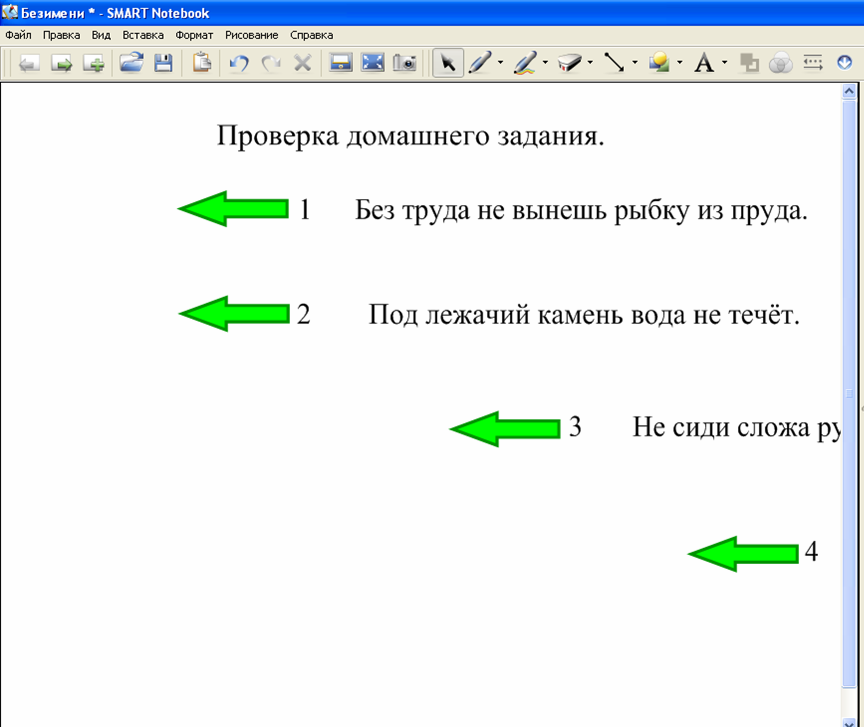 Безимени * - SMART Notebook
Файл Правка Вид Вставка Формат Рисование Справка
Проверка домашнего задания.
1 Без труда не вынешь рыбку из пруда.
2 Под лежачий камень вода не течёт.
3 Не сиди сложа ру
4